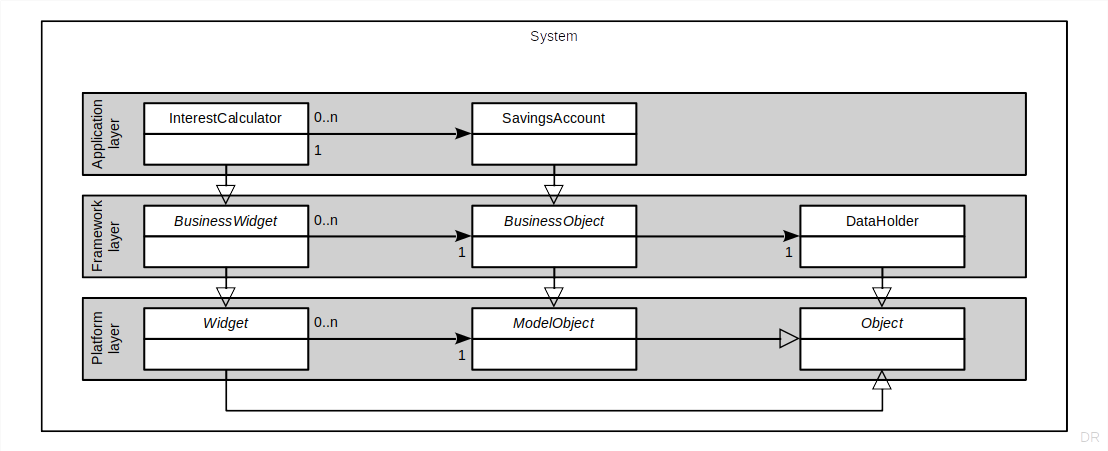 System
Application
layer
InterestCalculator
0..n
1
SavingsAccount
Framework
layer
BusinessWidget
0..n
1
BusinessObject
1
DataHolder
Platform
layer
Widget
0..n
1
ModelObject
Object
DR